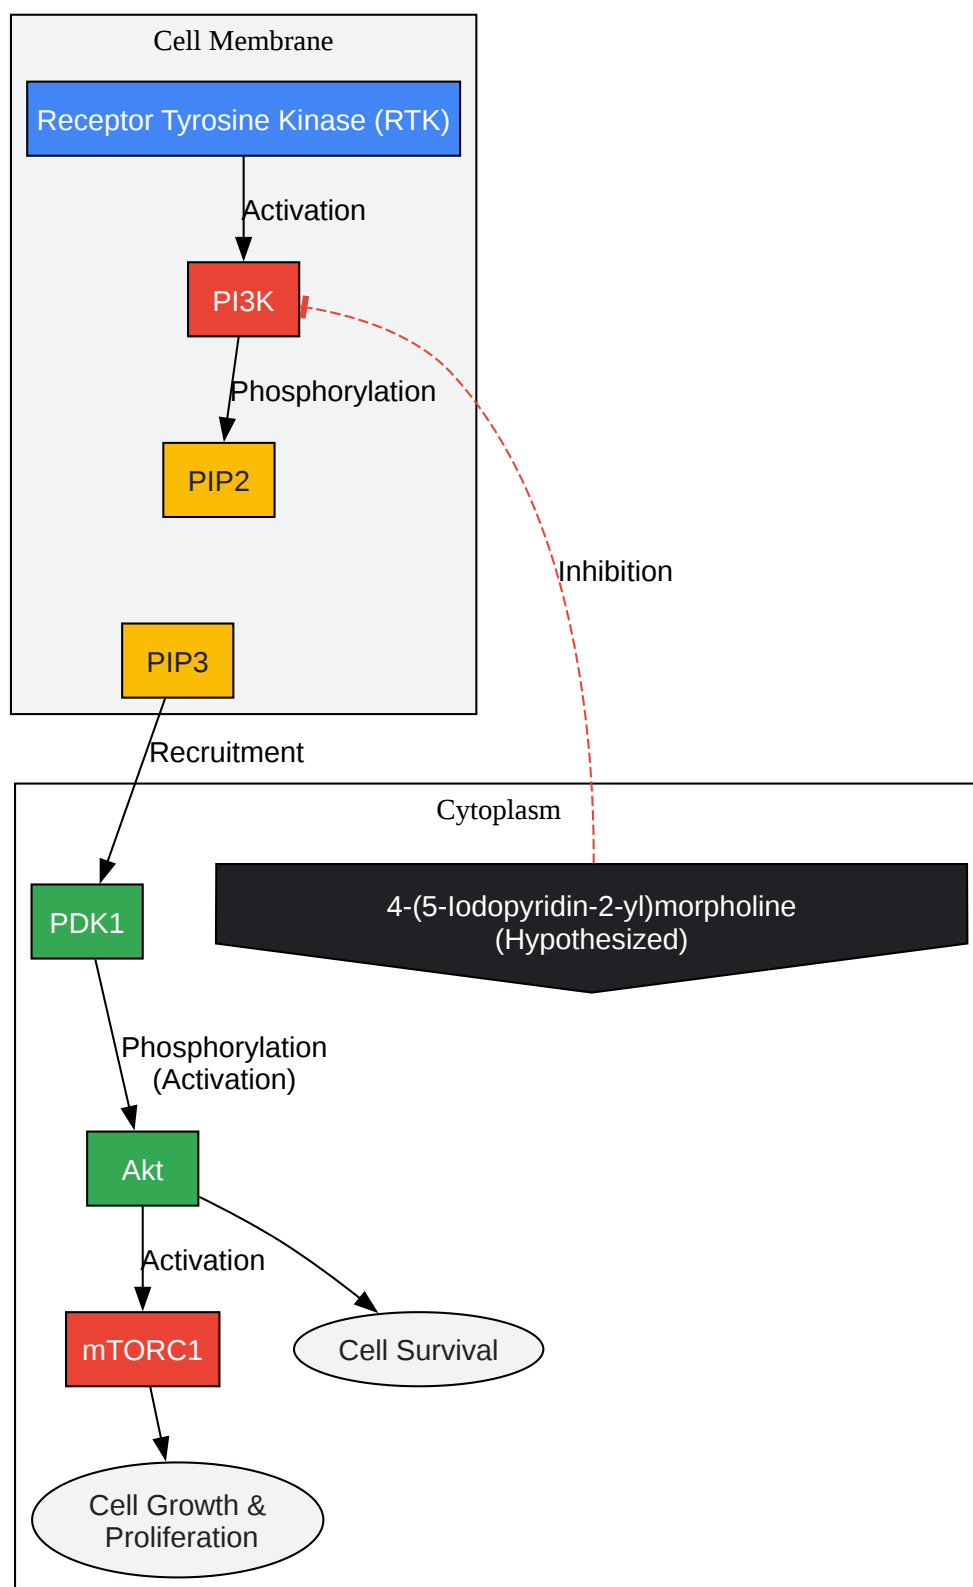 Cell Membrane
Receptor Tyrosine Kinase (RTK)
Activation
PI3K
Phosphorylation
PIP2
Inhibition
PIP3
Recruitment
Cytoplasm
4-(5-Iodopyridin-2-yl)morpholine
(Hypothesized)
PDK1
Phosphorylation
(Activation)
Akt
Activation
mTORC1
Cell Survival
Cell Growth &
Proliferation